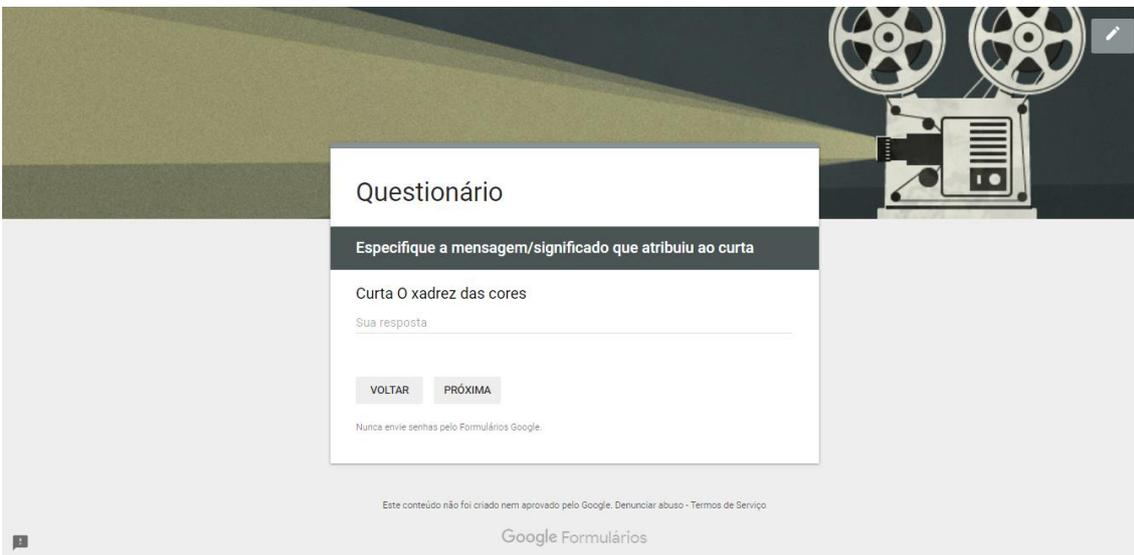 Questionário
Especifique a mensagem/significado que atribuiu ao curta
Curta O xadrez das cores
Sua resposta
VOLTAR PRÓXIMA
Nunca envie senhas pelo Formulários Google.
Este conteúdo não foi criado nem aprovado pelo Google. Denunciar abuso - Termos de Serviço
Google Formulários